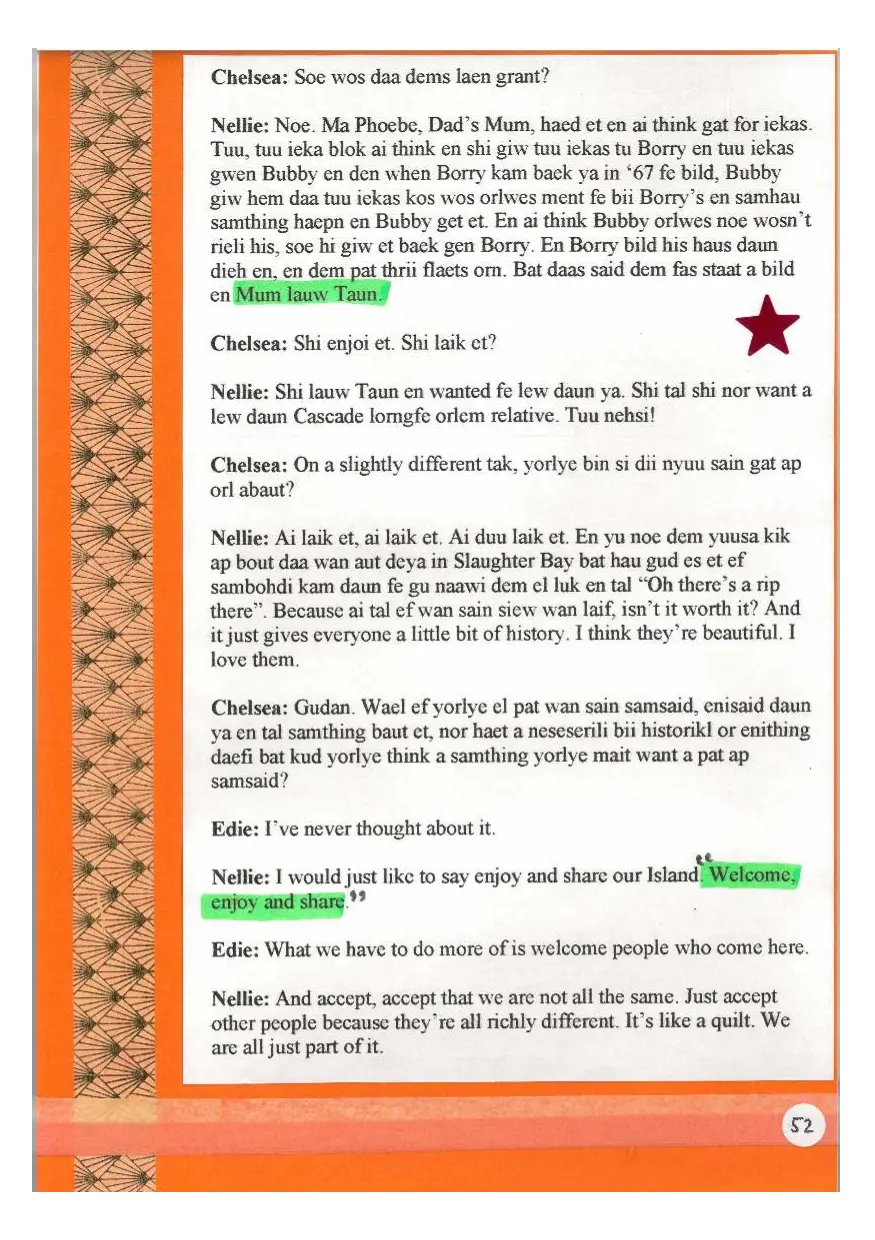 Chelsea: Soe wos daa dems laen grant?
Nellie: Noe. Ma Phoebe, Dad's Mum, haed et en ai think gat for iekas.
Tuu, tuu ieka blok ai think en shi giw tuu iekas tu Borry en tuu iekas
gwen Bubby en den when Borry kam baek ya in ‘67 fe bild, Bubby
giw hem daa tuu iekas kos wos orlwes ment fe bii Borry's en samhau
samthing haepn en Bubby get et. En ai think Bubby orlwes noe wosn't
rieli his, soe hi giw et baek gen Borry. En Borry bild his haus daun
dieh en, en dem pat thrii flaets orn. Bat daas said dem fas staat a bild
en Mum lauw Taun.
Chelsea: Shi enjoi et. Shi laik et?
Nellie: Shi lauw Taun en wanted fe lew daun ya. Shi tal shi nor want a
lew daun Cascade lorngfe orlem relative. Tuu nehsi!
Chelsea: On a slightly different tak, yorlye bin si dii nyuu sain gat ap
orl abaut?
Nellie: Ai laik et, ai laik et. Ai duu laik et. En yu noe dem yuusa kik
ap bout daa wan aut deya in Slaughter Bay bat hau gud es et ef
sambohdi kam daun fe gu naawi dem el luk en tal “Oh there's a rip
there”. Because ai tal ef wan sain siew wan laif, isn't it worth it? And
it just gives everyone a little bit of history. I think they're beautiful. I
love them.
Chelsea: Gudan. Wael ef yorlye el pat wan sain samsaid, enisaid daun
ya en tal samthing baut et, nor haet a neseserili bii historikl or enithing
daefi bat kud yorlye think a samthing yorlye mait want a pat ap
samsaid?
Edie: I've never thought about it.
Nellie: I would just like to say enjoy and share our Island. “Welcome,
enjoy and share.”
Edie: What we have to do more of is welcome people who come here.
Nellie: And accept, accept that we are not all the same. Just accept
other people because they're all richly different. It's like a quilt. We
are all just part of it.
52